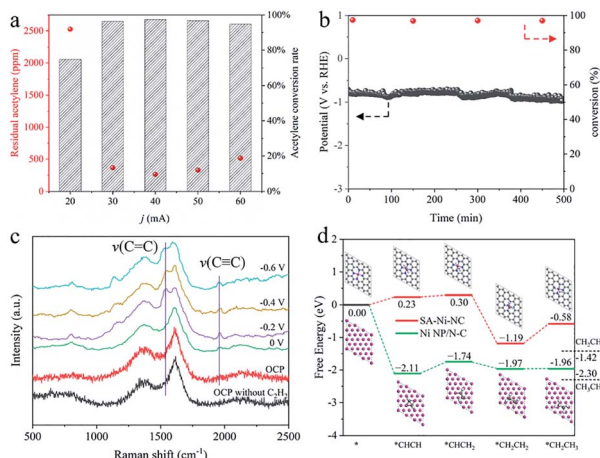 a
Residual acetylene (ppm)
2500
2000
1500
1000
500
0
20 30 40 50 60
j (mA)
100%
80%
60%
40%
20%
0%
Acetylene conversion rate
b
Potential (V vs. RHE)
1
0
-1
-2
-3
0 100 200 300 400 500
Time (min)
100
80
60
40
20
0
conversion (%)
c
Intensity (a.u.)
ν(C=C)
ν(C≡C)
-0.6 V
-0.4 V
-0.2 V
0 V
OCP
OCP without C₂H₂
500 1000 1500 2000 2500
Raman shift (cm⁻¹)
d
Free Energy (eV)
4
3
2
1
0
-1
-2
-3
-4
0.00
0.23
0.30
-1.19
-0.58
SA-Ni-NC
Ni NP/N-C
−2.11
−1.74
−1.97
−1.96
-1.42
-2.30
* *CHCH *CHCH₂ *CH₂CH₂ *CH₂CH₃